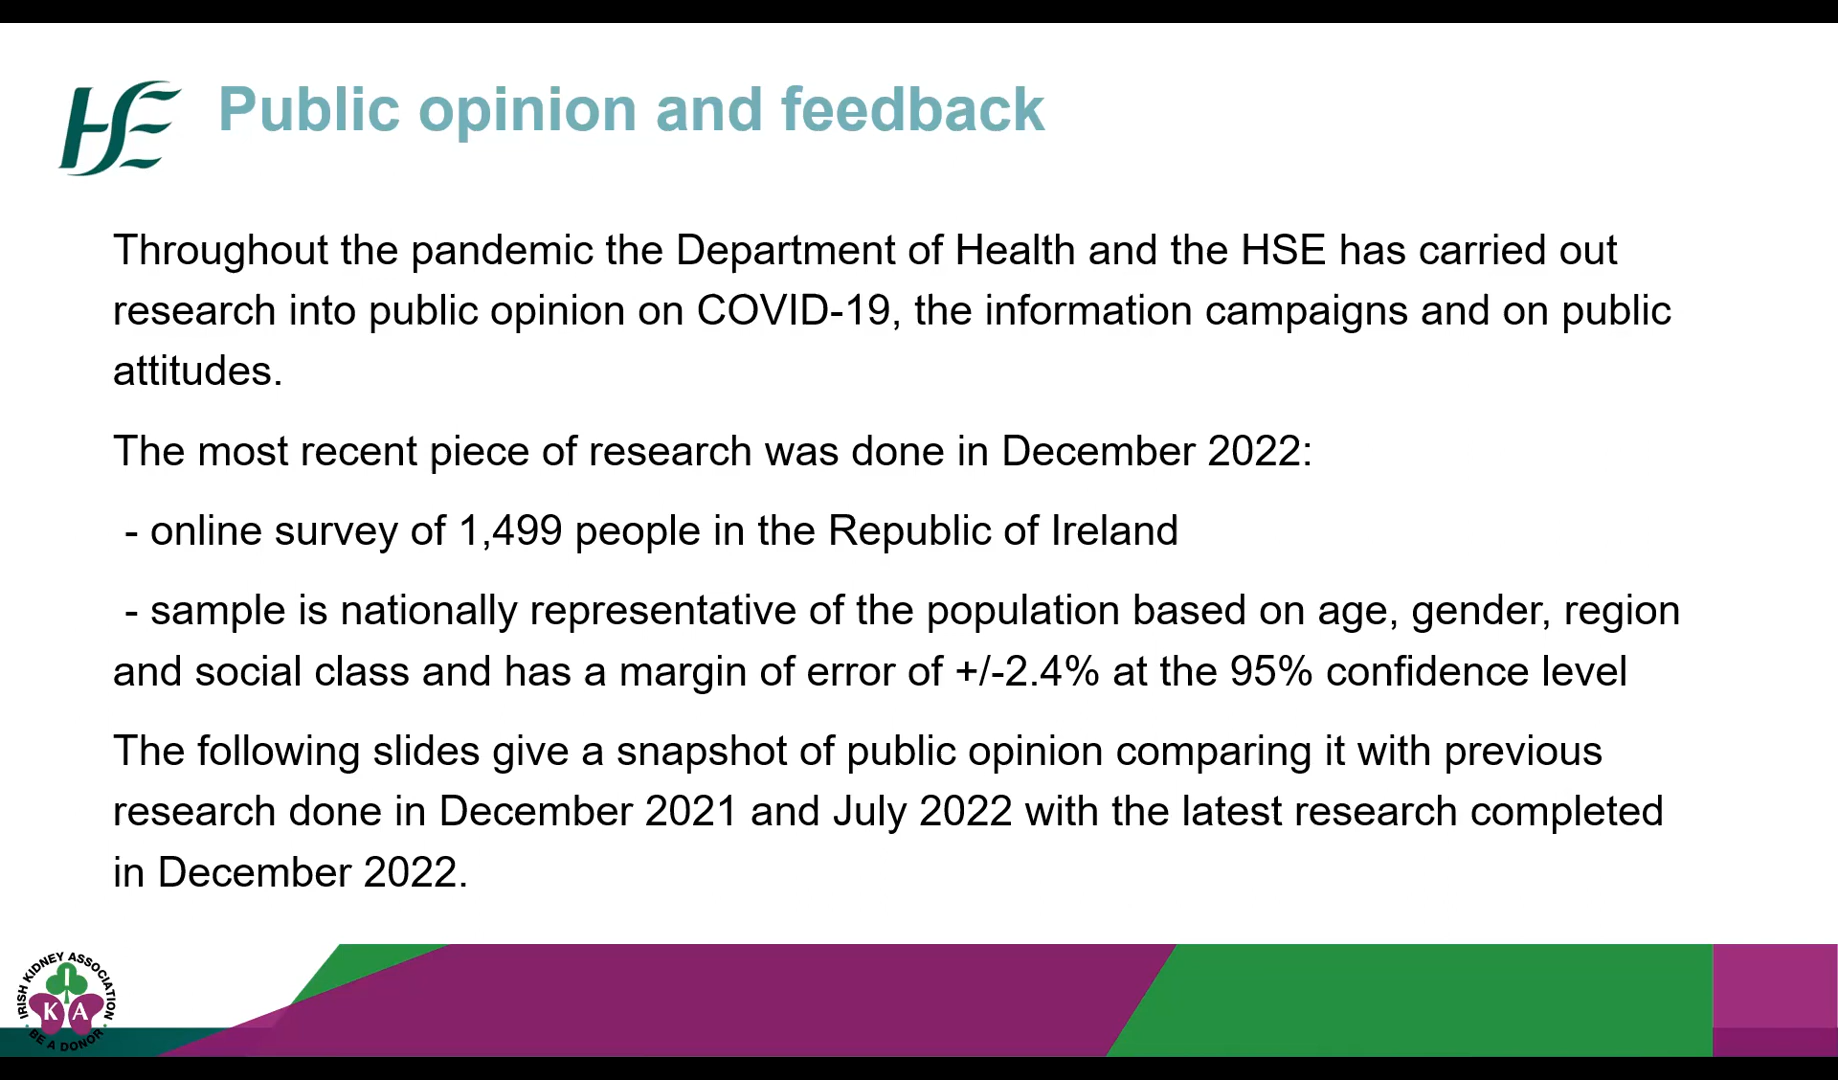 HSE
Public opinion and feedback
Throughout the pandemic the Department of Health and the HSE has carried out
research into public opinion on COVID-19, the information campaigns and on public
attitudes.
The most recent piece of research was done in December 2022:
- online survey of 1,499 people in the Republic of Ireland
- sample is nationally representative of the population based on age, gender, region
and social class and has a margin of error of +/-2.4% at the 95% confidence level
The following slides give a snapshot of public opinion comparing it with previous
research done in December 2021 and July 2022 with the latest research completed
in December 2022.
IRISH KIDNEY ASSOCIATION
I
K A
· BE A DONOR ·